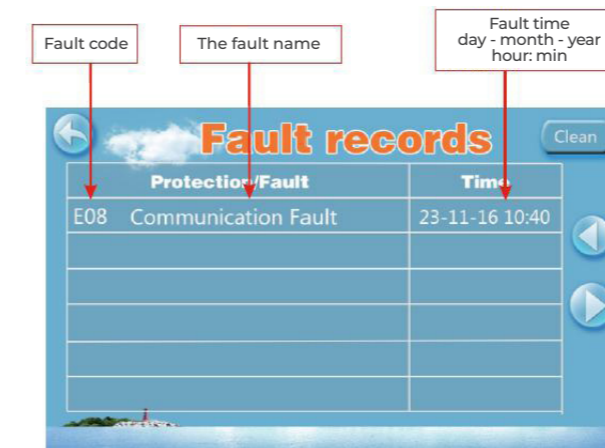 Fault code
The fault name
Fault time
day - month - year
hour: min
Fault records
Clean
Protection/Fault
Time
E08 Communication Fault
23-11-16 10:40